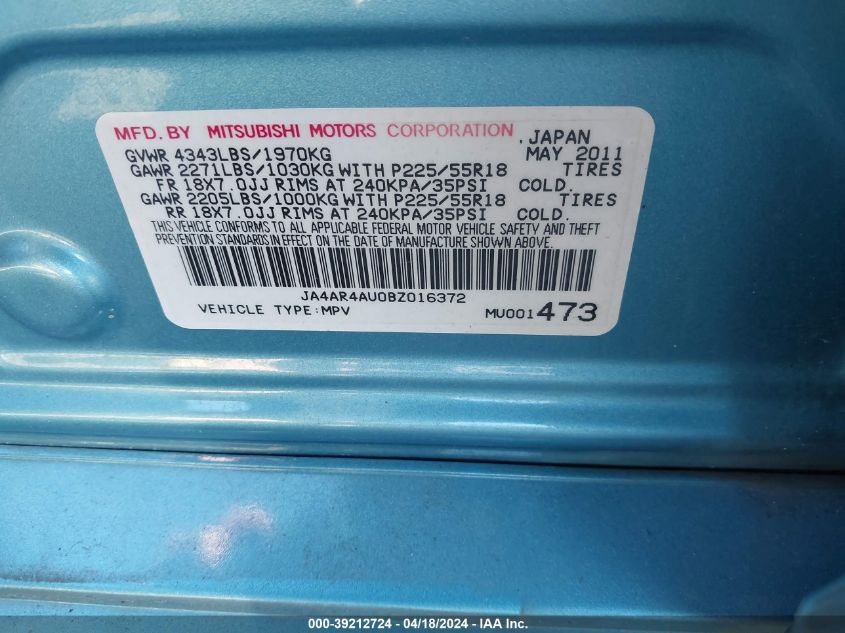 MFD. BY MITSUBISHI MOTORS CORPORATION , JAPAN
GVWR 4343LBS/1970KG MAY 2011
GAWR 2271LBS/1030KG WITH P225/55R18 TIRES
FR 18X7.0JJ RIMS AT 240KPA/35PSI COLD.
GAWR 2205LBS/1000KG WITH P225/55R18 TIRES
RR 18X7.0JJ RIMS AT 240KPA/35PSI COLD.
THIS VEHICLE CONFORMS TO ALL APPLICABLE FEDERAL MOTOR VEHICLE SAFETY AND THEFT
PREVENTION STANDARDS IN EFFECT ON THE DATE OF MANUFACTURE SHOWN ABOVE.
JA4AR4AU0BZ016372
VEHICLE TYPE:MPV MU001473
000-39212724 - 04/18/2024 - IAAI Inc.